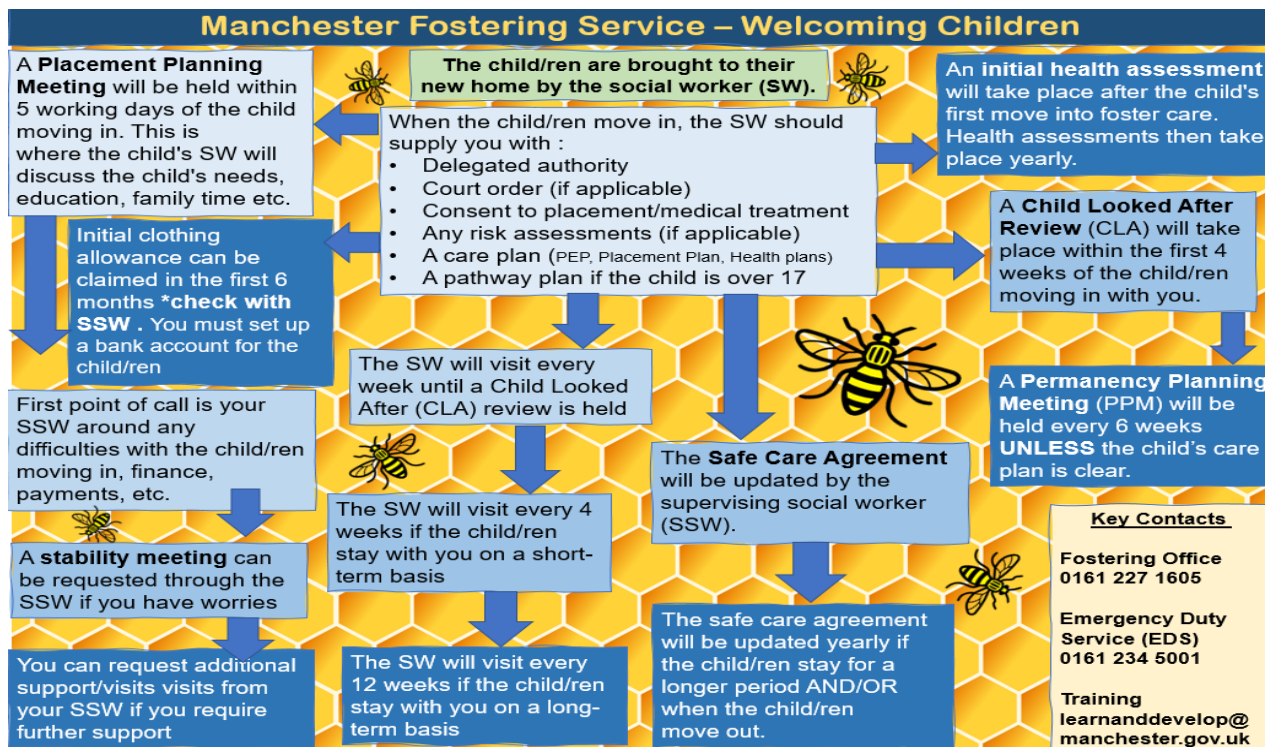 Manchester Fostering Service – Welcoming Children
A Placement Planning
Meeting will be held within
5 working days of the child
moving in. This is
where the child's SW will
discuss the child's needs,
education, family time etc.
The child/ren are brought to their
new home by the social worker (SW).
When the child/ren move in, the SW should
supply you with :
• Delegated authority
• Court order (if applicable)
• Consent to placement/medical treatment
• Any risk assessments (if applicable)
• A care plan (PEP, Placement Plan, Health plans)
• A pathway plan if the child is over 17
An initial health assessment
will take place after the child's
first move into foster care.
Health assessments then take
place yearly.
Initial clothing
allowance can be
claimed in the first 6
months *check with
SSW . You must set up
a bank account for the
child/ren
A Child Looked After
Review (CLA) will take
place within the first 4
weeks of the child/ren
moving in with you.
The SW will visit every
week until a Child Looked
After (CLA) review is held
A Permanency Planning
Meeting (PPM) will be
held every 6 weeks
UNLESS the child's care
plan is clear.
First point of call is your
SSW around any
difficulties with the child/ren
moving in, finance,
payments, etc.
The Safe Care Agreement
will be updated by the
supervising social worker
(SSW).
The SW will visit every 4
weeks if the child/ren
stay with you on a short-
term basis
A stability meeting can
be requested through the
SSW if you have worries
Key Contacts
Fostering Office
0161 227 1605
Emergency Duty
Service (EDS)
0161 234 5001
Training
learnanddevelop@
manchester.gov.uk
You can request additional
support/visits visits from
your SSW if you require
further support
The SW will visit every
12 weeks if the child/ren
stay with you on a long-
term basis
The safe care agreement
will be updated yearly if
the child/ren stay for a
longer period AND/OR
when the child/ren
move out.